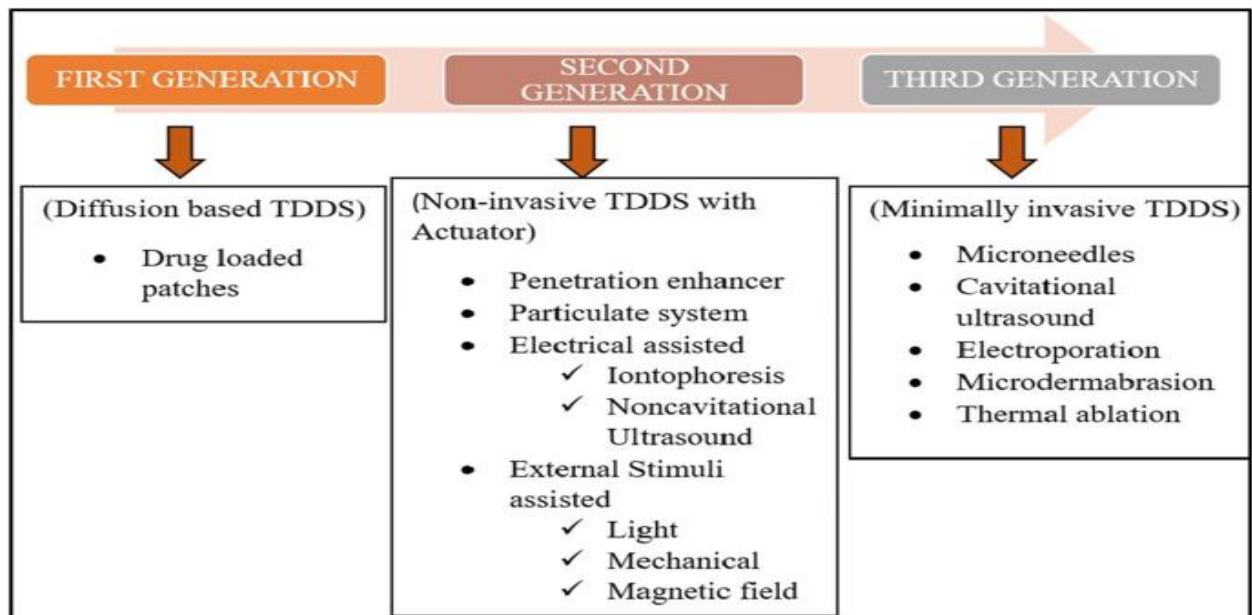 FIRST GENERATION
SECOND
GENERATION
THIRD GENERATION
(Diffusion based TDDS)
• Drug loaded
patches
(Non-invasive TDDS with
Actuator)
• Penetration enhancer
• Particulate system
• Electrical assisted
✓ Iontophoresis
✓ Noncavitational
Ultrasound
• External Stimuli
assisted
✓ Light
✓ Mechanical
✓ Magnetic field
(Minimally invasive TDDS)
• Microneedles
• Cavitational
ultrasound
• Electroporation
• Microdermabrasion
• Thermal ablation